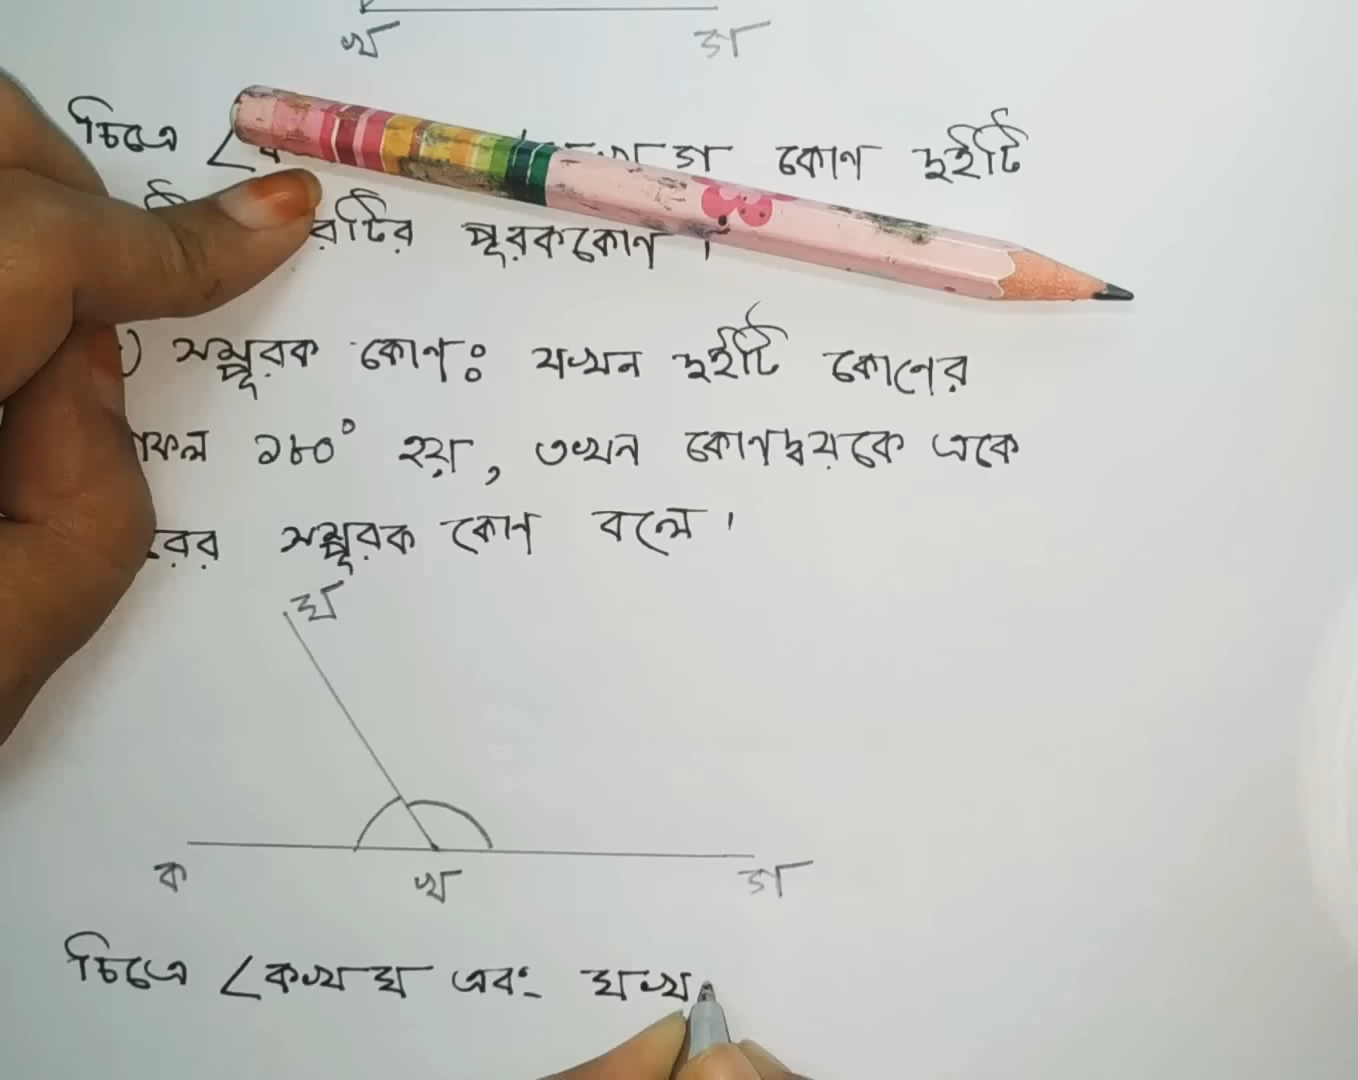 খ গ
চিত্রে ∠ গ কোণ দুইটি
রটির পূরককোণ ।
) সম্পূরক কোণঃ যখন দুইটি কোণের
ফল ১৮০° হয়, তখন কোণদ্বয়কে একে
রের সম্পূরক কোণ বলে ।
ঘ
ক খ গ
চিত্রে ∠কখঘ এবং ঘখ